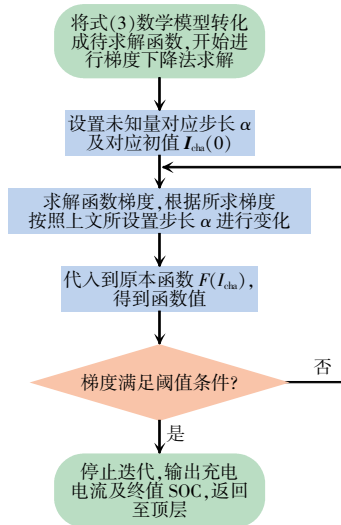 将式(3)数学模型转化
成待求解函数,开始进
行梯度下降法求解
设置未知量对应步长 α
及对应初值 I_cha(0)
求解函数梯度,根据所求梯度
按照上文所设置步长 α 进行变化
代入到原本函数 F(I_cha),
得到函数值
梯度满足阈值条件?
否
是
停止迭代,输出充电
电流及终值 SOC,返回
至顶层